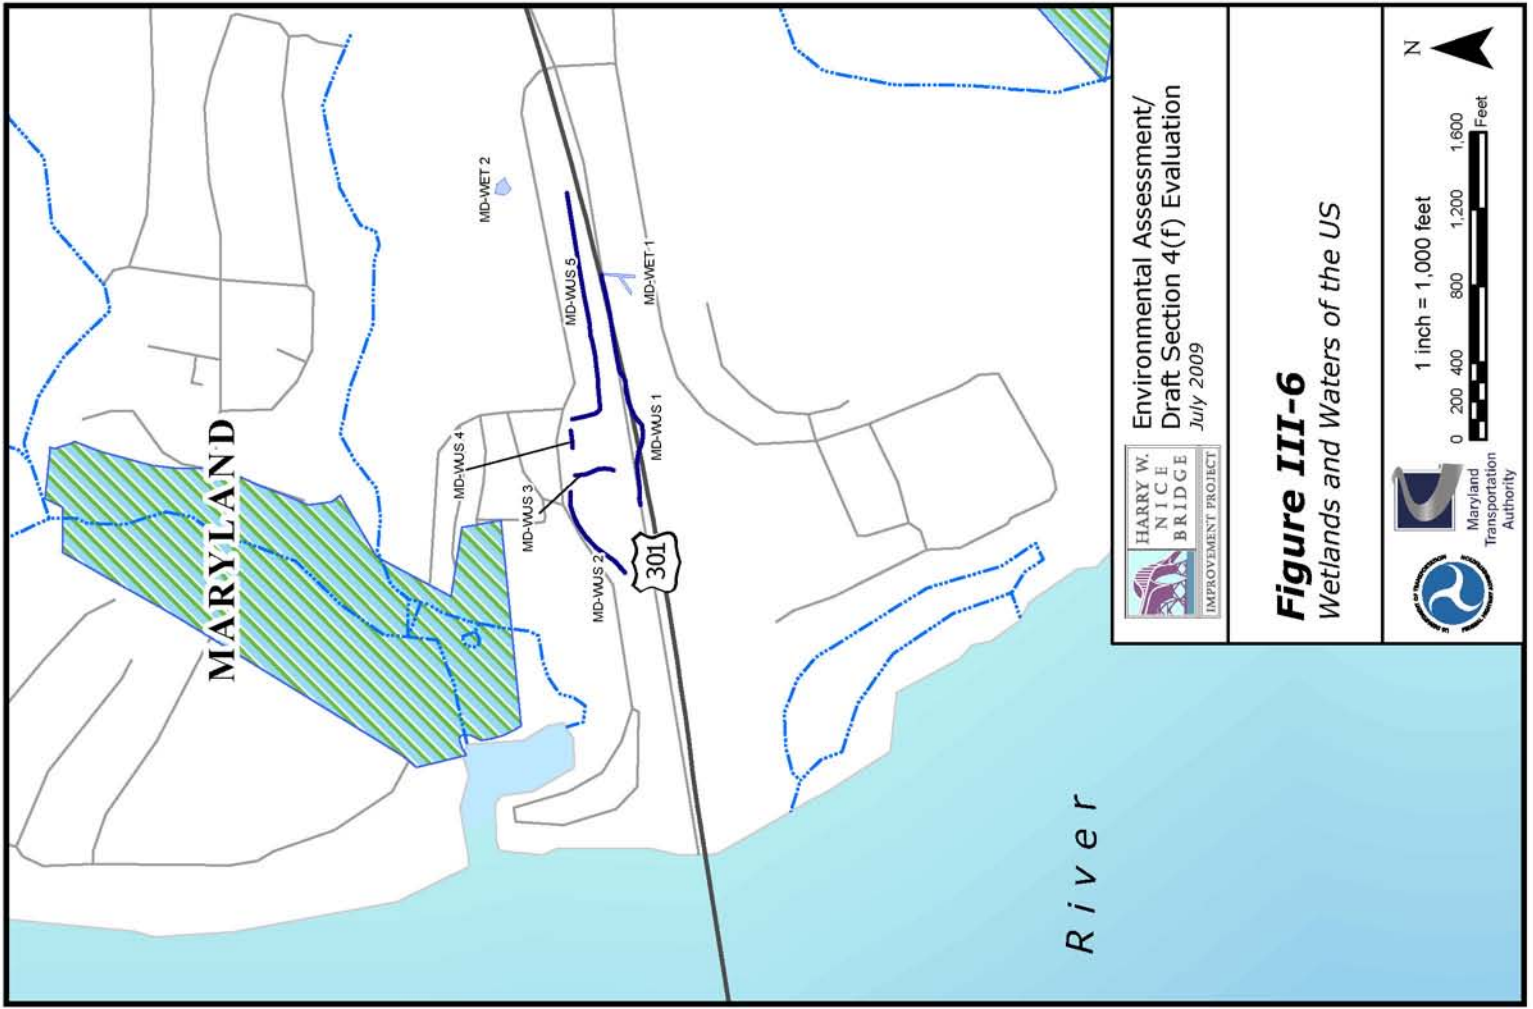 MARYLAND
MD-WET 2
MD-WUS 5
MD-WET 1
MD-WUS 4
MD-WUS 3
MD-WUS 2
MD-WUS 1
301
River
HARRY W.
NICE
BRIDGE
IMPROVEMENT PROJECT
Environmental Assessment/
Draft Section 4(f) Evaluation
July 2009
Figure III-6
Wetlands and Waters of the US
Maryland
Transportation
Authority
1 inch = 1,000 feet
0 200 400 800 1,200 1,600
Feet
N